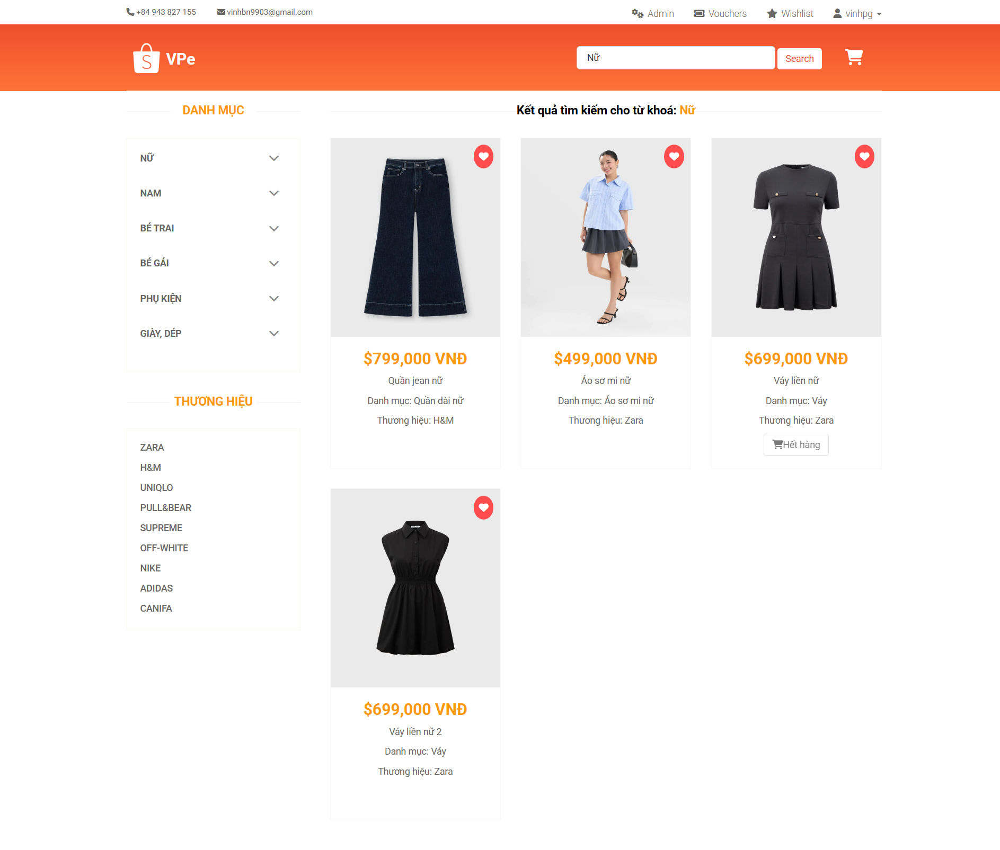 +84 943 827 155 vinhbn9903@gmail.com Admin Vouchers Wishlist vinhpg
S VPe Nữ Search
DANH MỤC
NỮ
NAM
BÉ TRAI
BÉ GÁI
PHỤ KIỆN
GIÀY, DÉP
THƯƠNG HIỆU
ZARA
H&M
UNIQLO
PULL&BEAR
SUPREME
OFF-WHITE
NIKE
ADIDAS
CANIFA
Kết quả tìm kiếm cho từ khoá: Nữ
$799,000 VNĐ
Quần jean nữ
Danh mục: Quần dài nữ
Thương hiệu: H&M
$499,000 VNĐ
Áo sơ mi nữ
Danh mục: Áo sơ mi nữ
Thương hiệu: Zara
$699,000 VNĐ
Váy liền nữ
Danh mục: Váy
Thương hiệu: Zara
Hết hàng
$699,000 VNĐ
Váy liền nữ 2
Danh mục: Váy
Thương hiệu: Zara